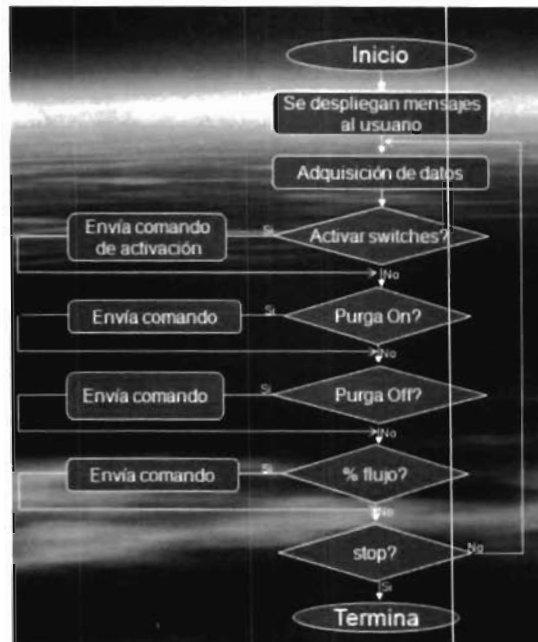 Inicio
Se despliegan mensajes
al usuario
Adquisición de datos
Envía comando
de activación
Si
Activar switches?
No
Envía comando
Si
Purga On?
No
Envía comando
Si
Purga Off?
No
Envía comando
Si
% flujo?
No
stop?
No
Si
Termina